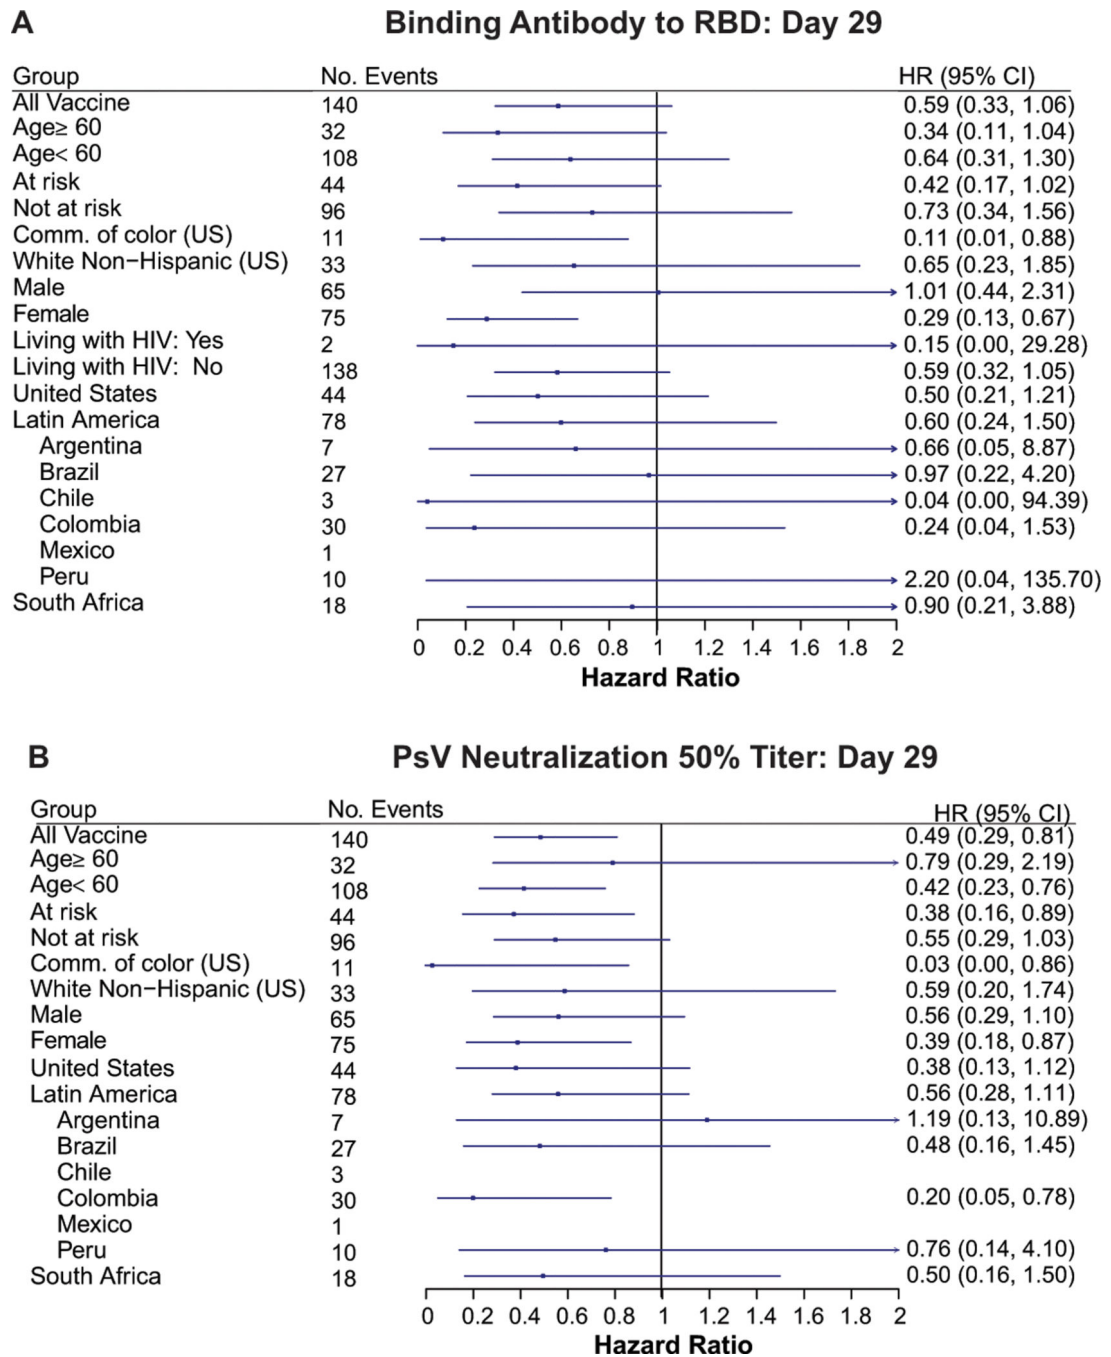 A
Binding Antibody to RBD: Day 29
Group No. Events HR (95% CI)
All Vaccine 140 0.59 (0.33, 1.06)
Age≥ 60 32 0.34 (0.11, 1.04)
Age< 60 108 0.64 (0.31, 1.30)
At risk 44 0.42 (0.17, 1.02)
Not at risk 96 0.73 (0.34, 1.56)
Comm. of color (US) 11 0.11 (0.01, 0.88)
White Non−Hispanic (US) 33 0.65 (0.23, 1.85)
Male 65 1.01 (0.44, 2.31)
Female 75 0.29 (0.13, 0.67)
Living with HIV: Yes 2 0.15 (0.00, 29.28)
Living with HIV: No 138 0.59 (0.32, 1.05)
United States 44 0.50 (0.21, 1.21)
Latin America 78 0.60 (0.24, 1.50)
Argentina 7 0.66 (0.05, 8.87)
Brazil 27 0.97 (0.22, 4.20)
Chile 3 0.04 (0.00, 94.39)
Colombia 30 0.24 (0.04, 1.53)
Mexico 1
Peru 10 2.20 (0.04, 135.70)
South Africa 18 0.90 (0.21, 3.88)
0 0.2 0.4 0.6 0.8 1 1.2 1.4 1.6 1.8 2
Hazard Ratio
B
PsV Neutralization 50% Titer: Day 29
Group No. Events HR (95% CI)
All Vaccine 140 0.49 (0.29, 0.81)
Age≥ 60 32 0.79 (0.29, 2.19)
Age< 60 108 0.42 (0.23, 0.76)
At risk 44 0.38 (0.16, 0.89)
Not at risk 96 0.55 (0.29, 1.03)
Comm. of color (US) 11 0.03 (0.00, 0.86)
White Non−Hispanic (US) 33 0.59 (0.20, 1.74)
Male 65 0.56 (0.29, 1.10)
Female 75 0.39 (0.18, 0.87)
United States 44 0.38 (0.13, 1.12)
Latin America 78 0.56 (0.28, 1.11)
Argentina 7 1.19 (0.13, 10.89)
Brazil 27 0.48 (0.16, 1.45)
Chile 3
Colombia 30 0.20 (0.05, 0.78)
Mexico 1
Peru 10 0.76 (0.14, 4.10)
South Africa 18 0.50 (0.16, 1.50)
0 0.2 0.4 0.6 0.8 1 1.2 1.4 1.6 1.8 2
Hazard Ratio